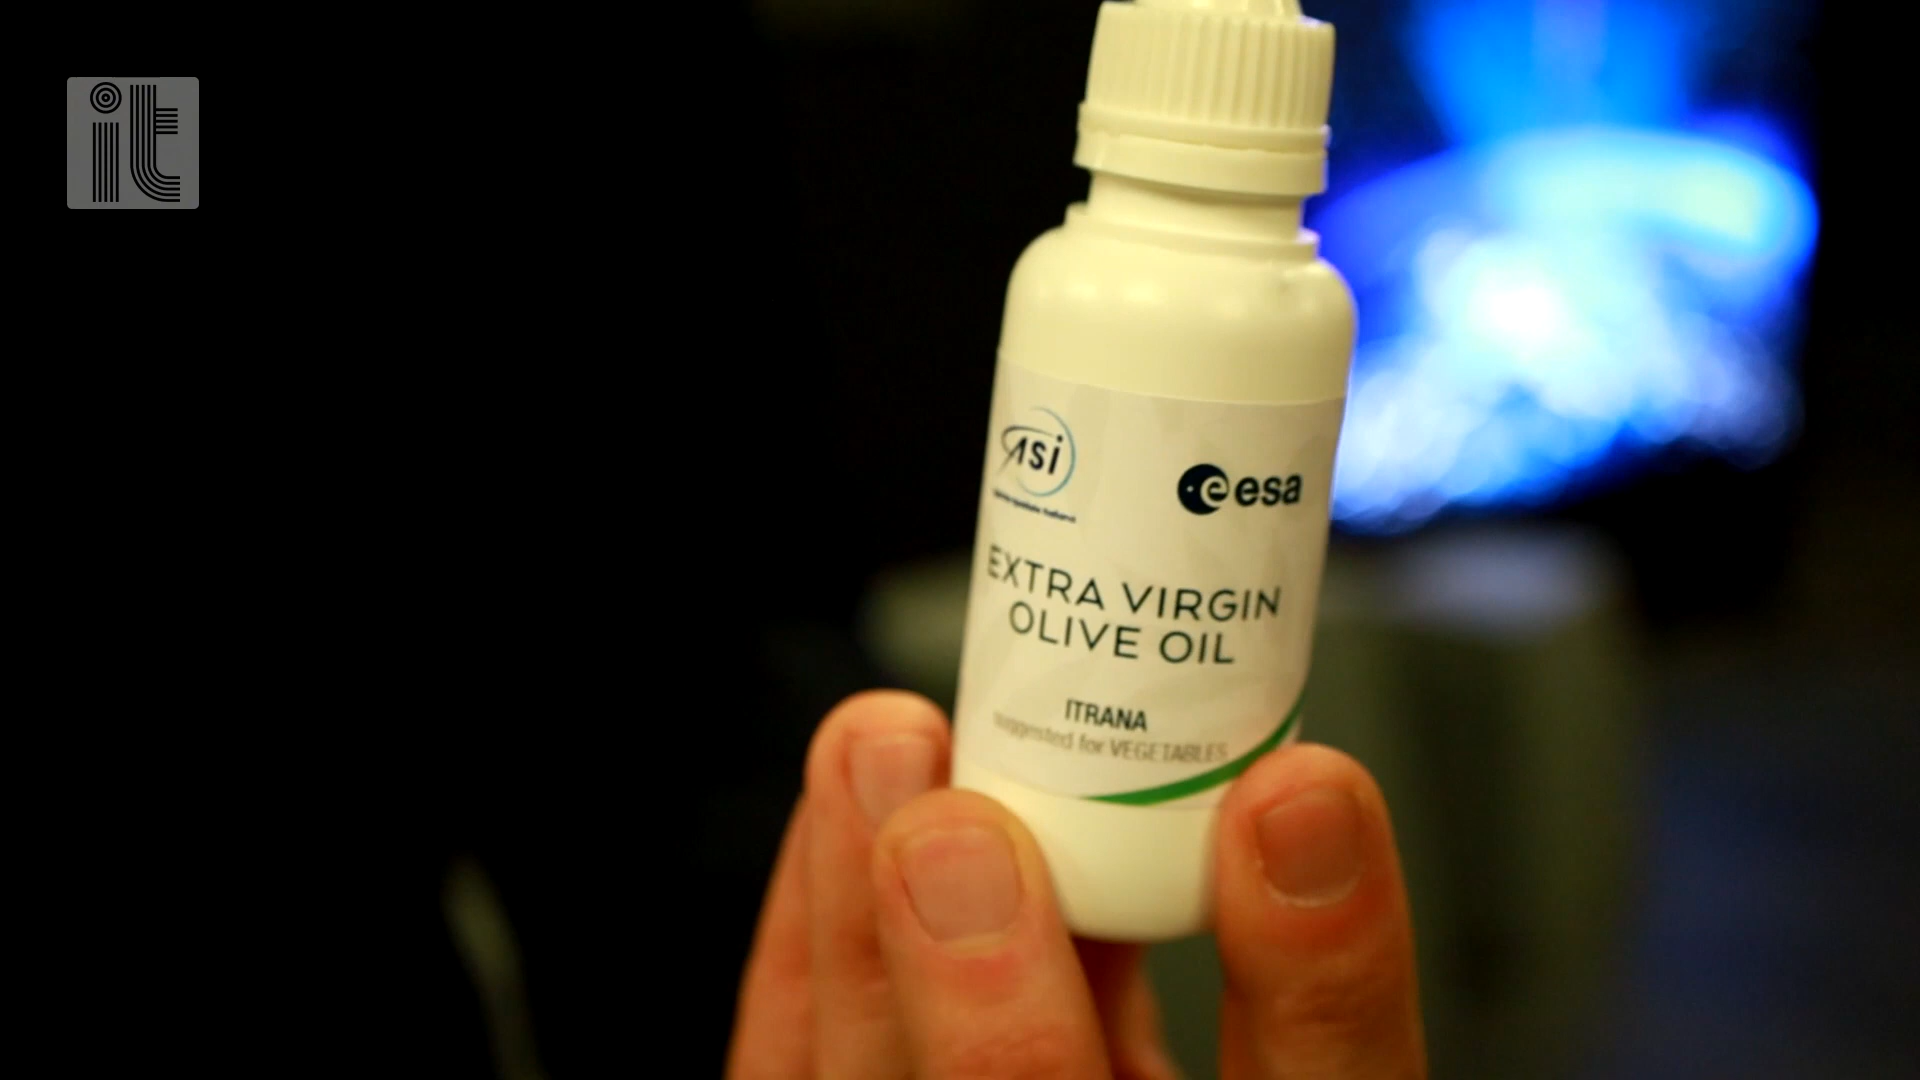 it
asi
esa
EXTRA VIRGIN
OLIVE OIL
ITRANA
suggested for VEGETABLES